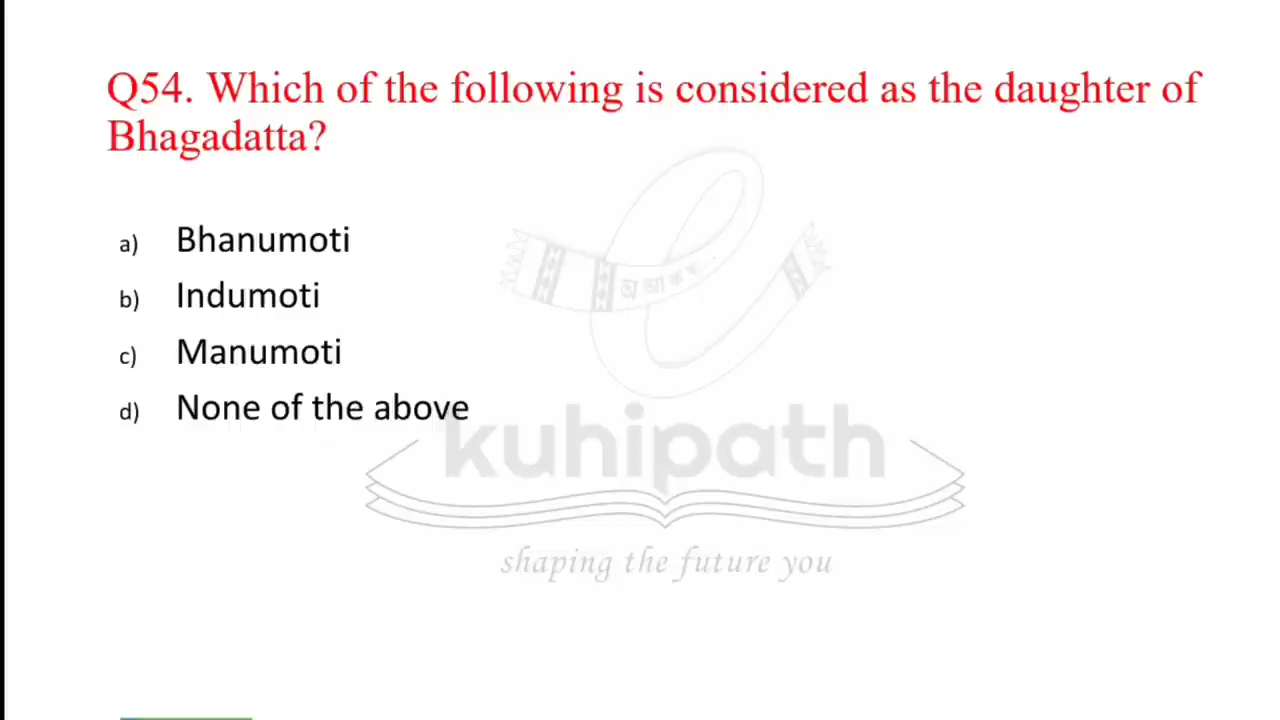 Q54. Which of the following is considered as the daughter of
Bhagadatta?
a) Bhanumoti
b) Indumoti
c) Manumoti
d) None of the above
অ আ ক খ
kuhipath
shaping the future you